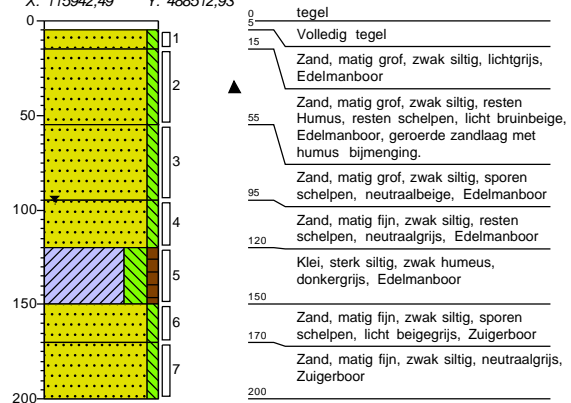 X: 115942,49 Y: 488512,93
0
50
100
150
200
1
2
3
4
5
6
7
0
tegel
5
Volledig tegel
15
Zand, matig grof, zwak siltig, lichtgrijs,
Edelmanboor
Zand, matig grof, zwak siltig, resten
Humus, resten schelpen, licht bruinbeige,
Edelmanboor, geroerde zandlaag met
humus bijmenging.
55
Zand, matig grof, zwak siltig, sporen
schelpen, neutraalbeige, Edelmanboor
95
Zand, matig fijn, zwak siltig, resten
schelpen, neutraalgrijs, Edelmanboor
120
Klei, sterk siltig, zwak humeus,
donkergrijs, Edelmanboor
150
Zand, matig fijn, zwak siltig, sporen
schelpen, licht beigegrijs, Zuigerboor
170
Zand, matig fijn, zwak siltig, neutraalgrijs,
Zuigerboor
200